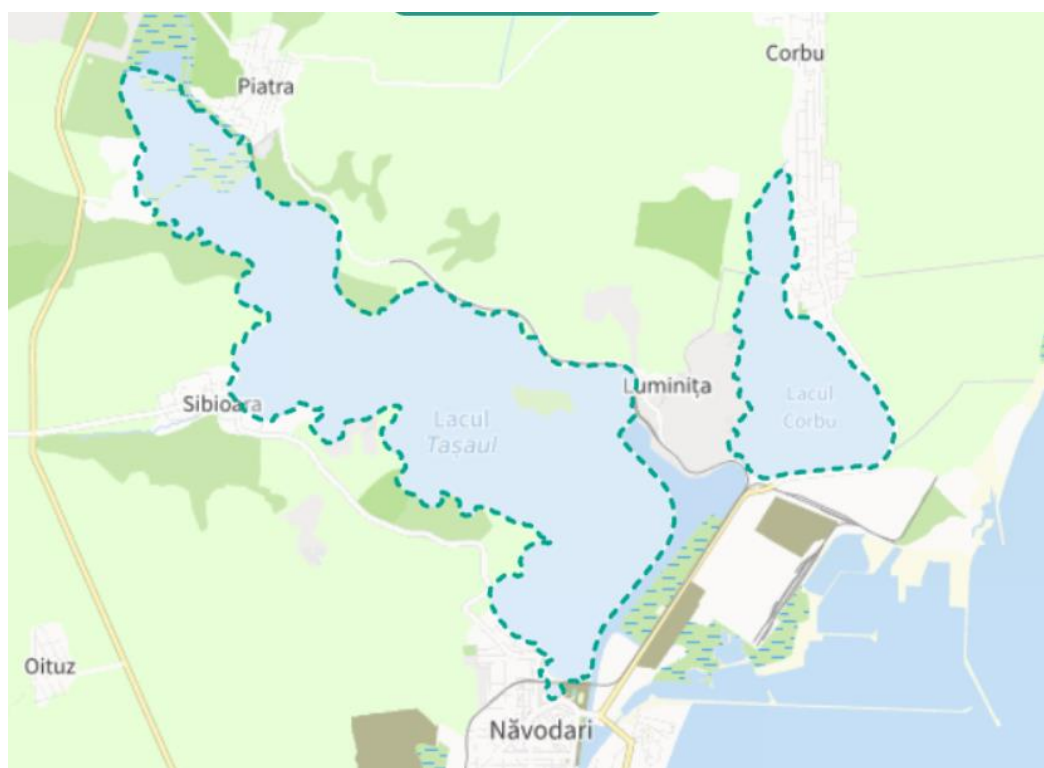 Corbu
Piatra
Luminița
Lacul
Corbu
Sibioara
Lacul
Tașaul
Oituz
Năvodari